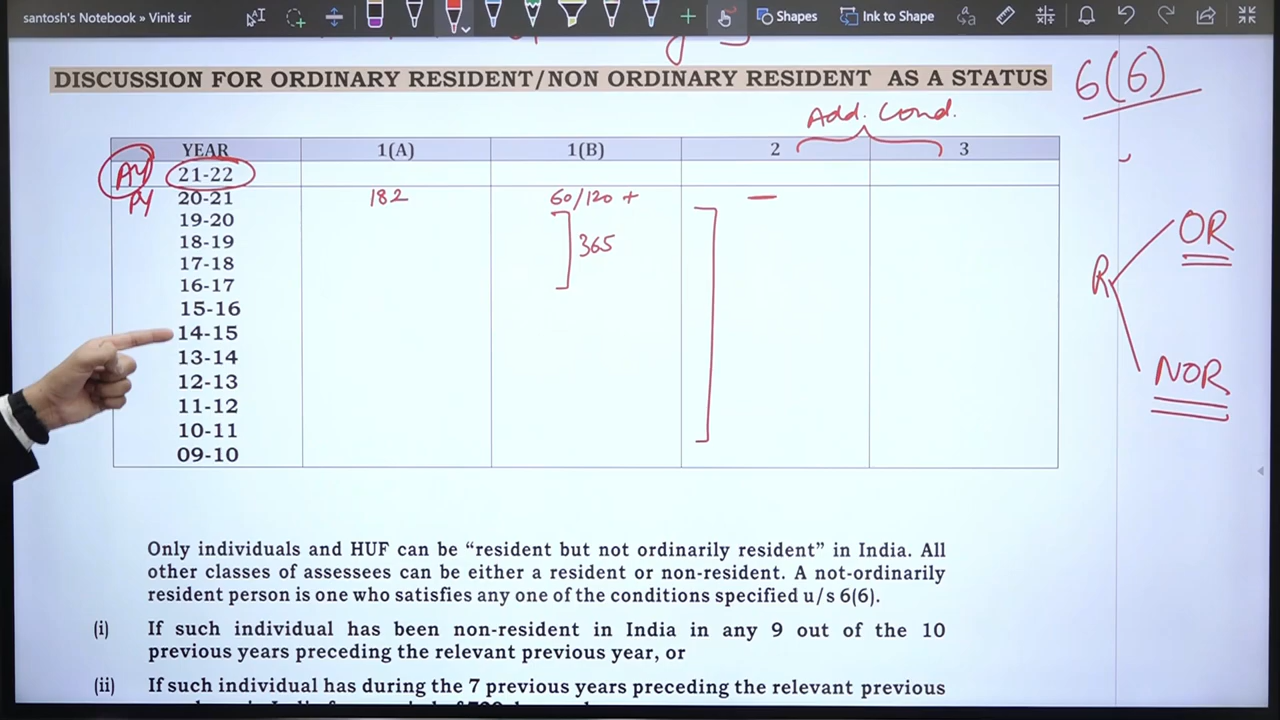 santosh's Notebook » Vinit sir
Shapes
Ink to Shape
DISCUSSION FOR ORDINARY RESIDENT/NON ORDINARY RESIDENT AS A STATUS
6(6)
Add. Cond.
YEAR 1(A) 1(B) 2 3
AY 21-22
PY 20-21 182 60/120 + —
19-20
18-19 365
17-18
16-17
15-16
14-15
13-14
12-13
11-12
10-11
09-10
R
OR
NOR
Only individuals and HUF can be “resident but not ordinarily resident” in India. All
other classes of assessees can be either a resident or non-resident. A not-ordinarily
resident person is one who satisfies any one of the conditions specified u/s 6(6).
(i) If such individual has been non-resident in India in any 9 out of the 10
previous years preceding the relevant previous year, or
(ii) If such individual has during the 7 previous years preceding the relevant previous